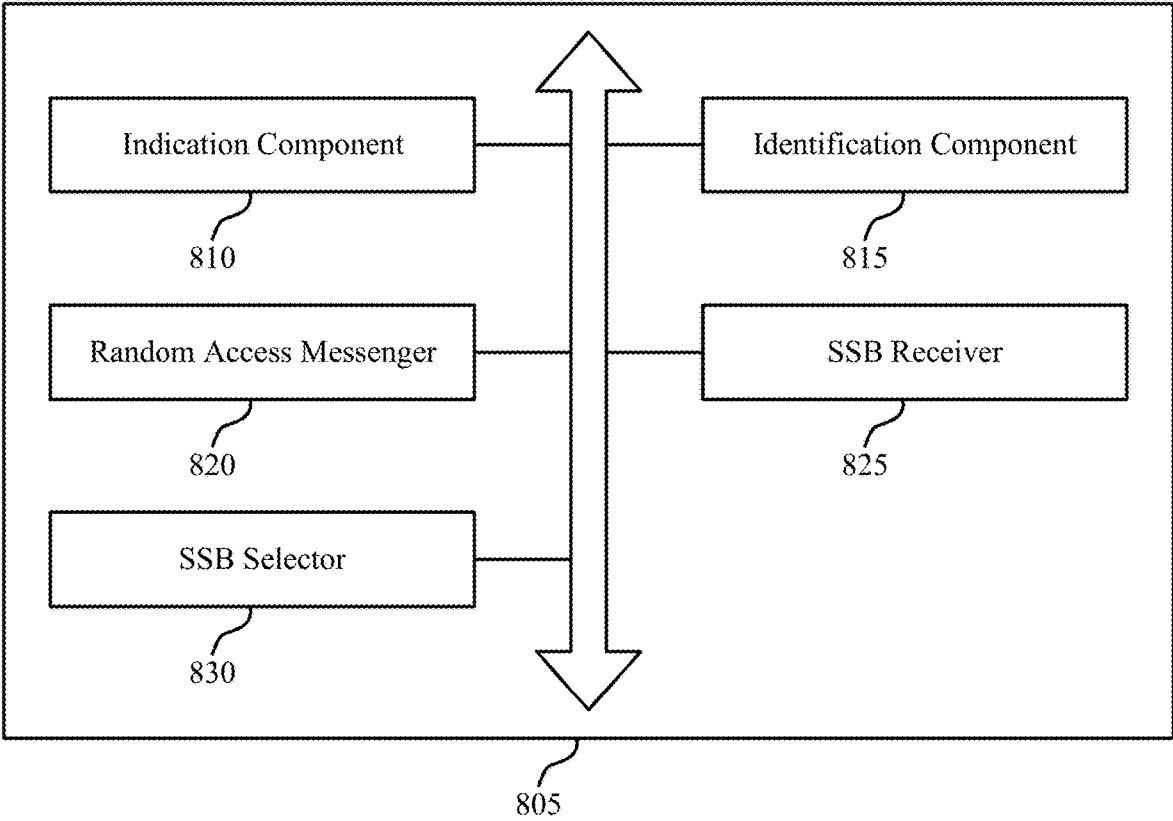 Indication Component
Identification Component
810
815
Random Access Messenger
SSB Receiver
820
825
SSB Selector
830
805